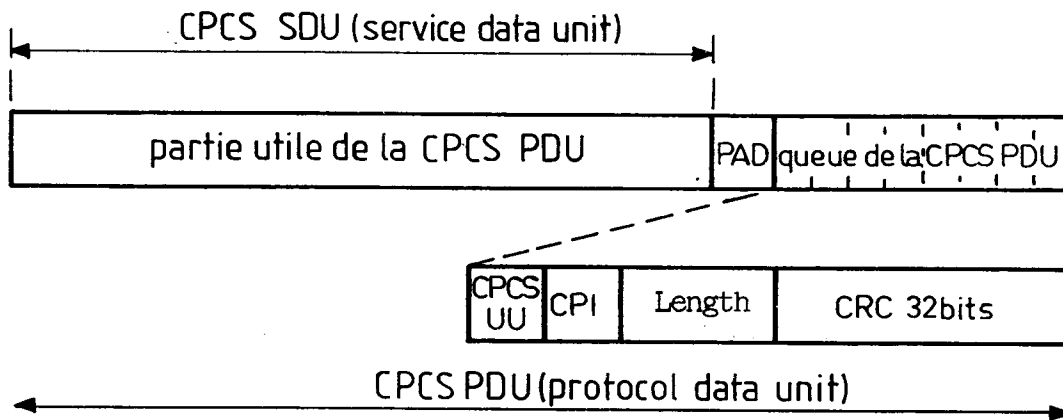 CPCS SDU (service data unit)
partie utile de la CPCS PDU
PAD
queue de la CPCS PDU
CPCS
UU
CPI
Length
CRC 32bits
CPCS PDU (protocol data unit)